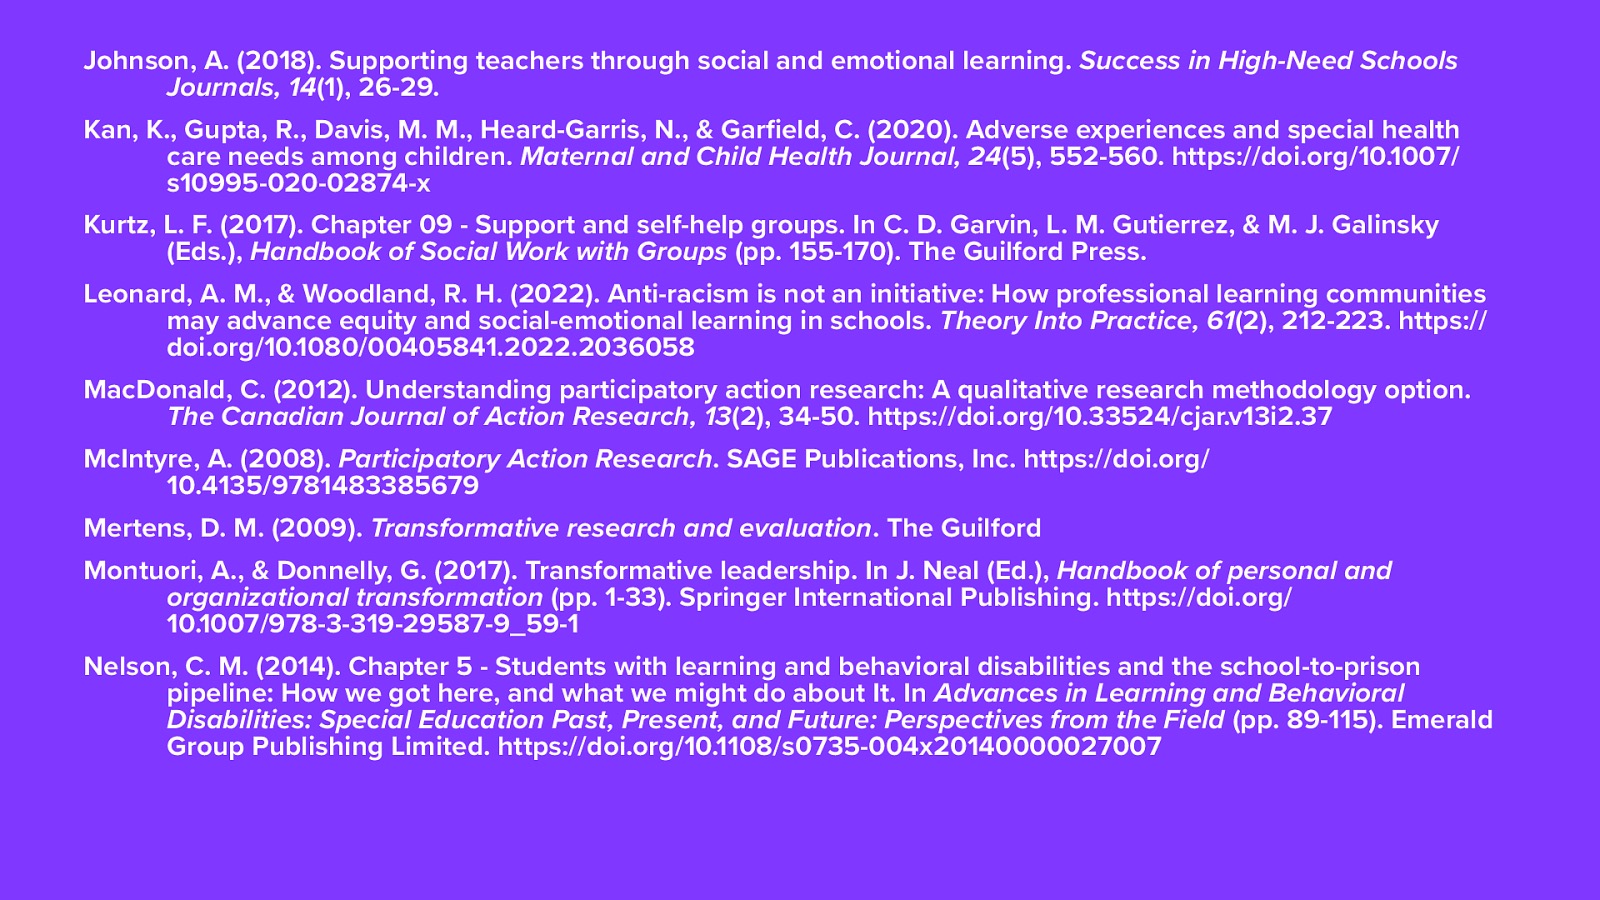 Johnson, A. (2018). Supporting teachers through social and emotional learning. Success in High-Need Schools
Journals, 14(1), 26-29.
Kan, K., Gupta, R., Davis, M. M., Heard-Garris, N., & Garfield, C. (2020). Adverse experiences and special health
care needs among children. Maternal and Child Health Journal, 24(5), 552-560. https://doi.org/10.1007/
s10995-020-02874-x
Kurtz, L. F. (2017). Chapter 09 - Support and self-help groups. In C. D. Garvin, L. M. Gutierrez, & M. J. Galinsky
(Eds.), Handbook of Social Work with Groups (pp. 155-170). The Guilford Press.
Leonard, A. M., & Woodland, R. H. (2022). Anti-racism is not an initiative: How professional learning communities
may advance equity and social-emotional learning in schools. Theory Into Practice, 61(2), 212-223. https://
doi.org/10.1080/00405841.2022.2036058
MacDonald, C. (2012). Understanding participatory action research: A qualitative research methodology option.
The Canadian Journal of Action Research, 13(2), 34-50. https://doi.org/10.33524/cjar.v13i2.37
McIntyre, A. (2008). Participatory Action Research. SAGE Publications, Inc. https://doi.org/
10.4135/9781483385679
Mertens, D. M. (2009). Transformative research and evaluation. The Guilford
Montuori, A., & Donnelly, G. (2017). Transformative leadership. In J. Neal (Ed.), Handbook of personal and
organizational transformation (pp. 1-33). Springer International Publishing. https://doi.org/
10.1007/978-3-319-29587-9_59-1
Nelson, C. M. (2014). Chapter 5 - Students with learning and behavioral disabilities and the school-to-prison
pipeline: How we got here, and what we might do about It. In Advances in Learning and Behavioral
Disabilities: Special Education Past, Present, and Future: Perspectives from the Field (pp. 89-115). Emerald
Group Publishing Limited. https://doi.org/10.1108/s0735-004x20140000027007